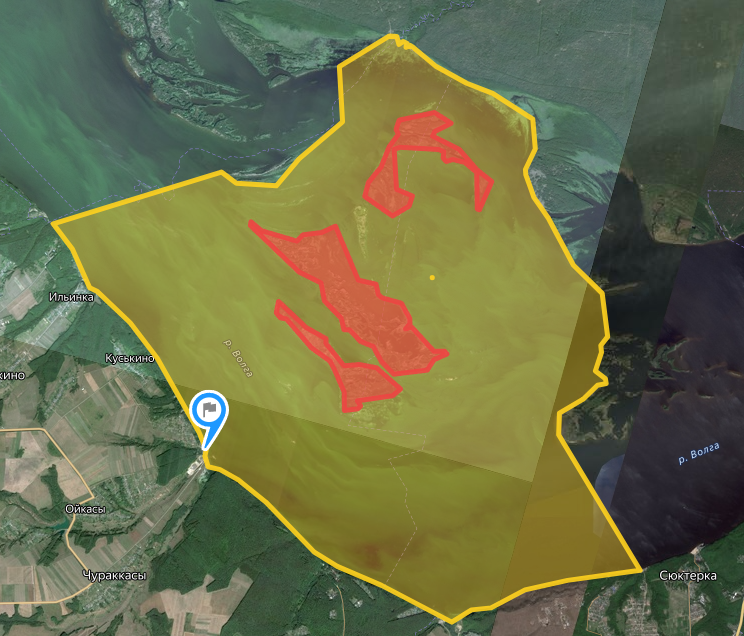 Ильинка
Куськино
кино
р. Волга
р. Волга
Ойкасы
Чураккасы
Сюктерка